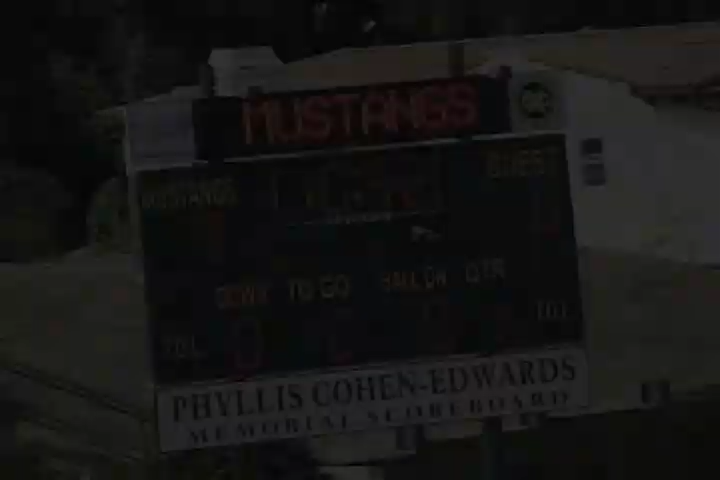 MUSTANGS
MUSTANGS GUEST
DOWN TO GO BALL ON QTR
TOL TOL
PHYLLIS COHEN-EDWARDS
MEMORIAL SCOREBOARD